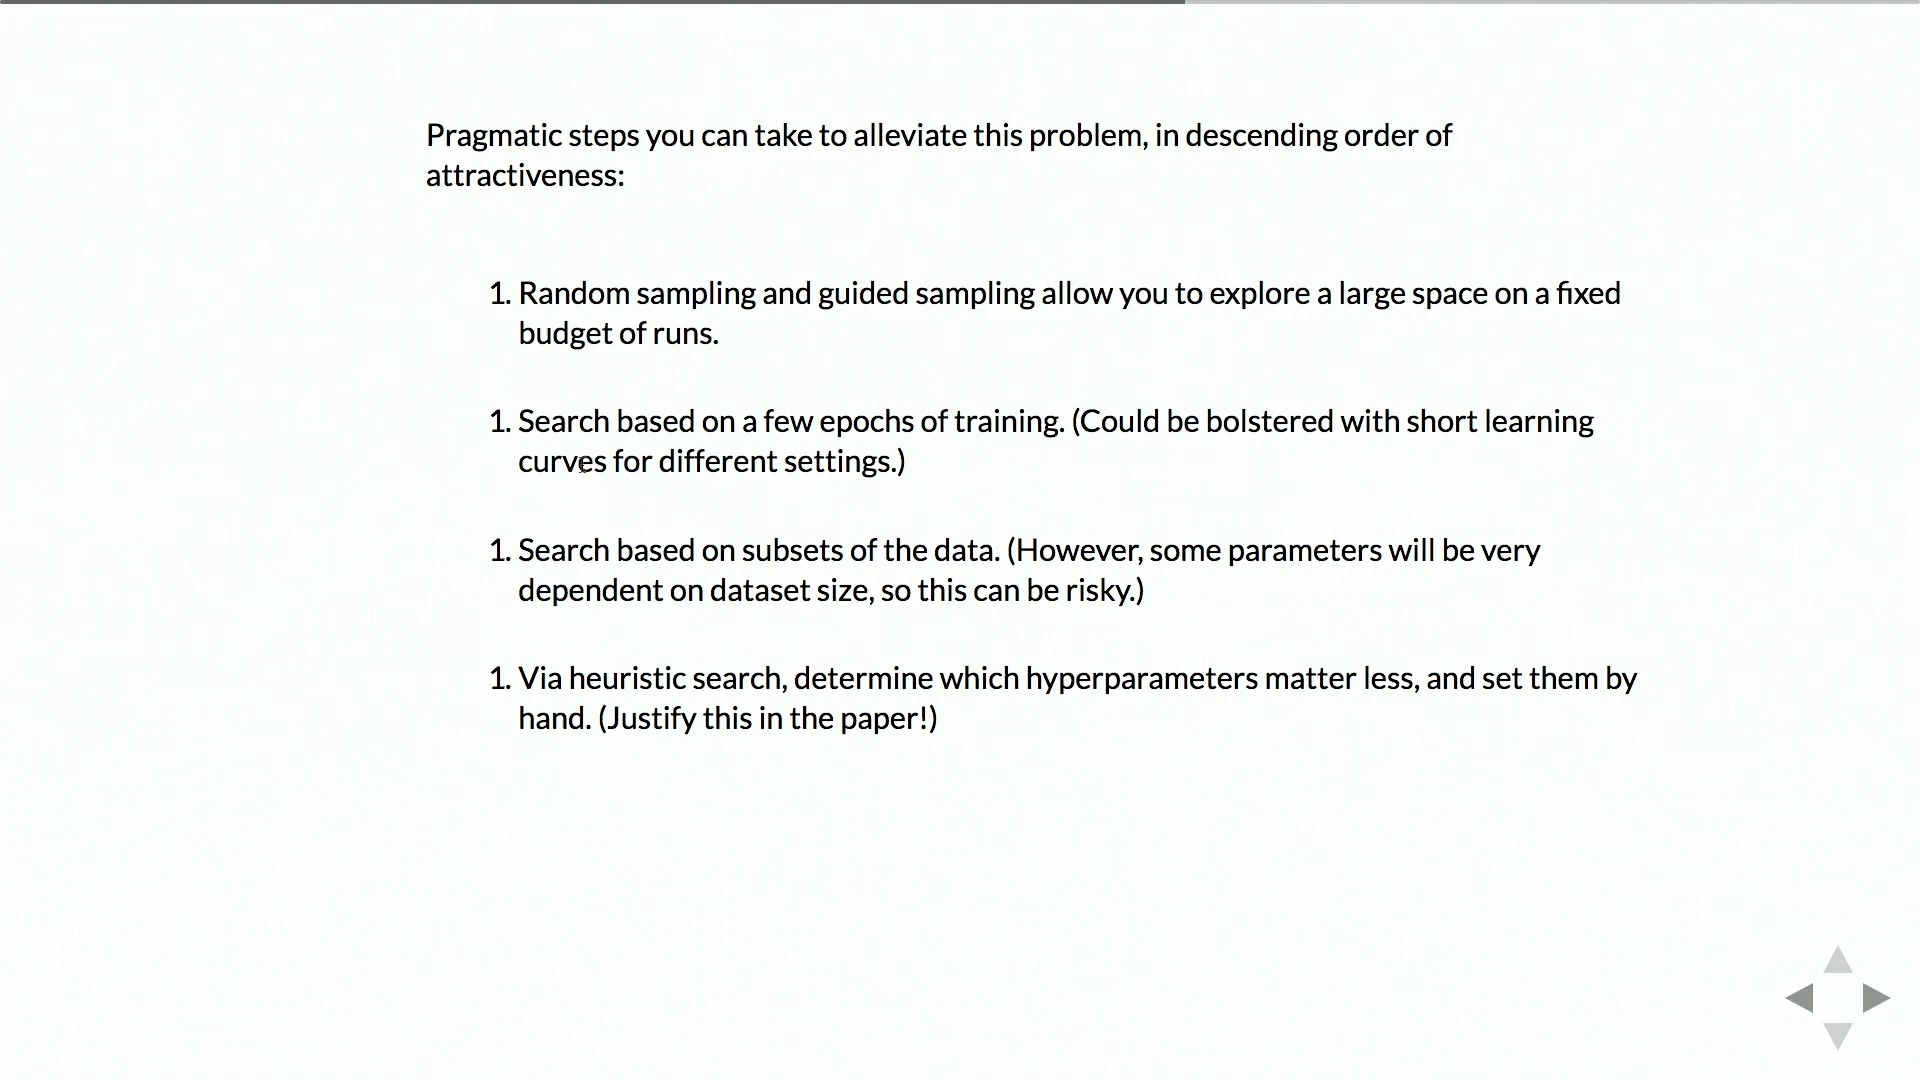 Pragmatic steps you can take to alleviate this problem, in descending order of
attractiveness:
1. Random sampling and guided sampling allow you to explore a large space on a fixed
budget of runs.
1. Search based on a few epochs of training. (Could be bolstered with short learning
curves for different settings.)
1. Search based on subsets of the data. (However, some parameters will be very
dependent on dataset size, so this can be risky.)
1. Via heuristic search, determine which hyperparameters matter less, and set them by
hand. (Justify this in the paper!)